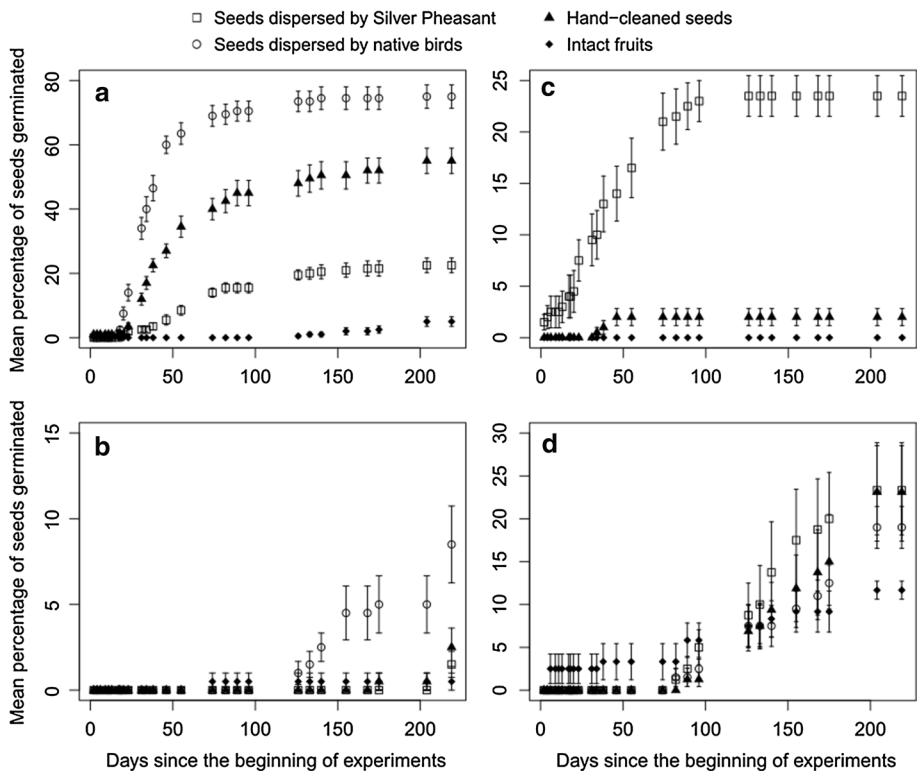 Seeds dispersed by Silver Pheasant
Hand−cleaned seeds
Seeds dispersed by native birds
Intact fruits
Mean percentage of seeds germinated
a
80
60
40
20
0
0 50 100 150 200
c
25
20
15
10
5
0
0 50 100 150 200
Mean percentage of seeds germinated
b
15
10
5
0
0 50 100 150 200
Days since the beginning of experiments
d
30
25
20
15
10
5
0
0 50 100 150 200
Days since the beginning of experiments